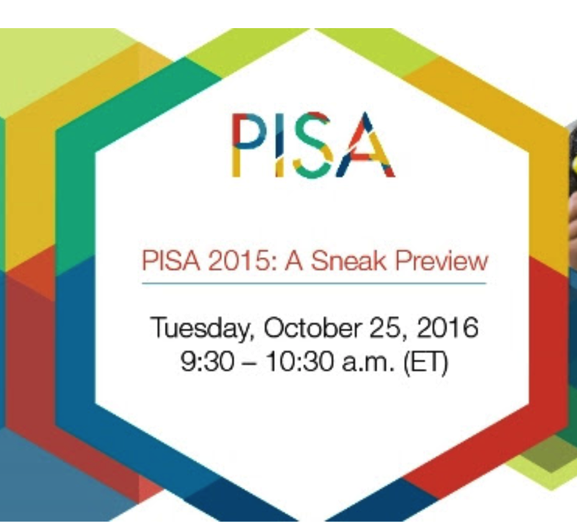 PISA
PISA 2015: A Sneak Preview
Tuesday, October 25, 2016
9:30 – 10:30 a.m. (ET)